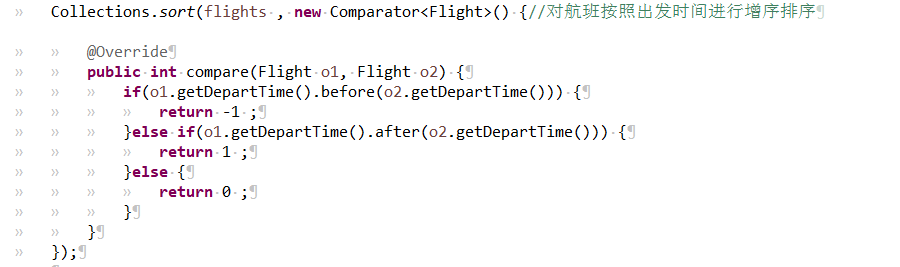 Collections.sort(flights , new Comparator<Flight>() {//对航班按照出发时间进行增序排序
@Override
public int compare(Flight o1, Flight o2) {
if(o1.getDepartTime().before(o2.getDepartTime())) {
return -1 ;
}else if(o1.getDepartTime().after(o2.getDepartTime())) {
return 1 ;
}else {
return 0 ;
}
}
});